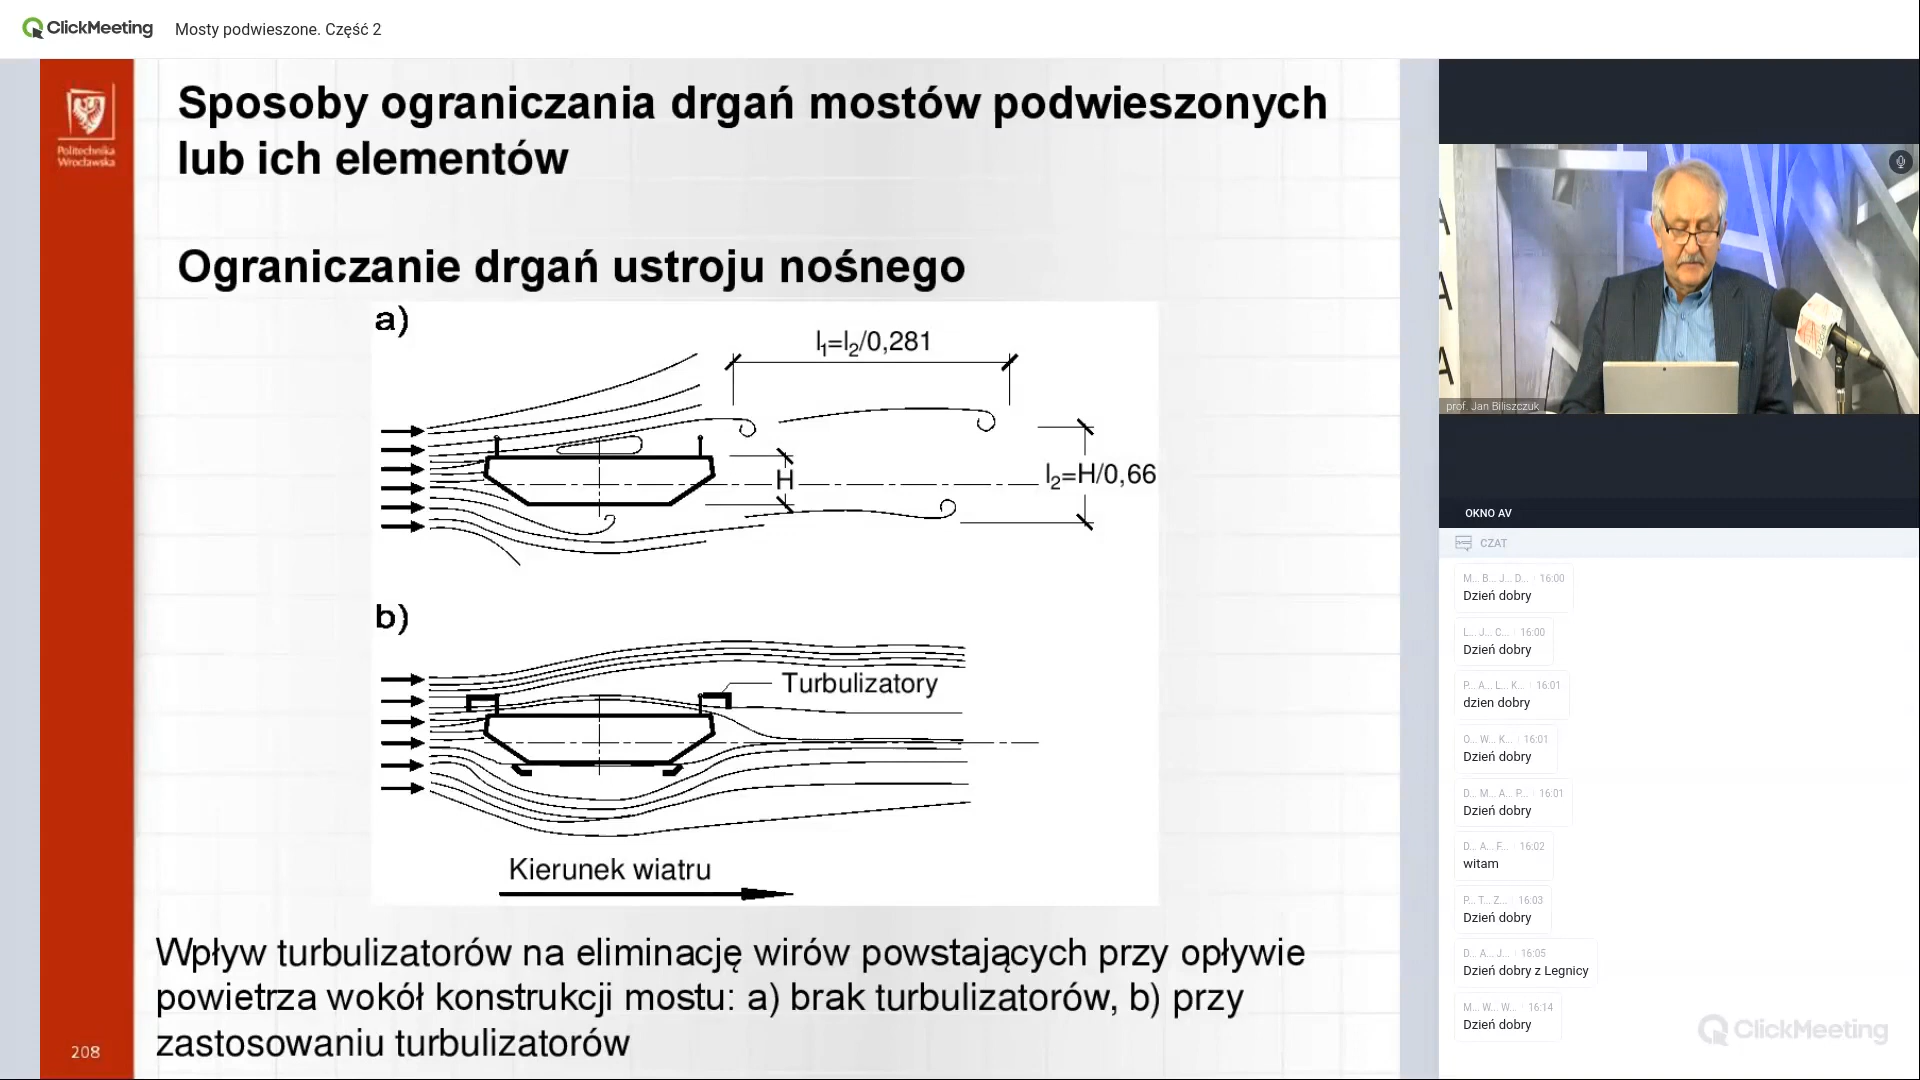 ClickMeeting
Mosty podwieszone. Część 2
Politechnika
Wrocławska
Sposoby ograniczania drgań mostów podwieszonych
lub ich elementów
Ograniczanie drgań ustroju nośnego
a)
l₁=l₂/0,281
H
l₂=H/0,66
b)
Turbulizatory
Kierunek wiatru
Wpływ turbulizatorów na eliminację wirów powstających przy opływie
powietrza wokół konstrukcji mostu: a) brak turbulizatorów, b) przy
zastosowaniu turbulizatorów
208
prof. Jan Biliszczuk
OKNO AV
CZAT
M... B... J... D... 16:00
Dzień dobry
L... J... C... 16:00
Dzień dobry
P... A... L... K... 16:01
dzien dobry
O... W... K... 16:01
Dzień dobry
D... M... A... P... 16:01
Dzień dobry
D... A... F... 16:02
witam
P... T... Z... 16:03
Dzień dobry
D... A... J... 16:05
Dzień dobry z Legnicy
M... W... W... 16:14
Dzień dobry
ClickMeeting